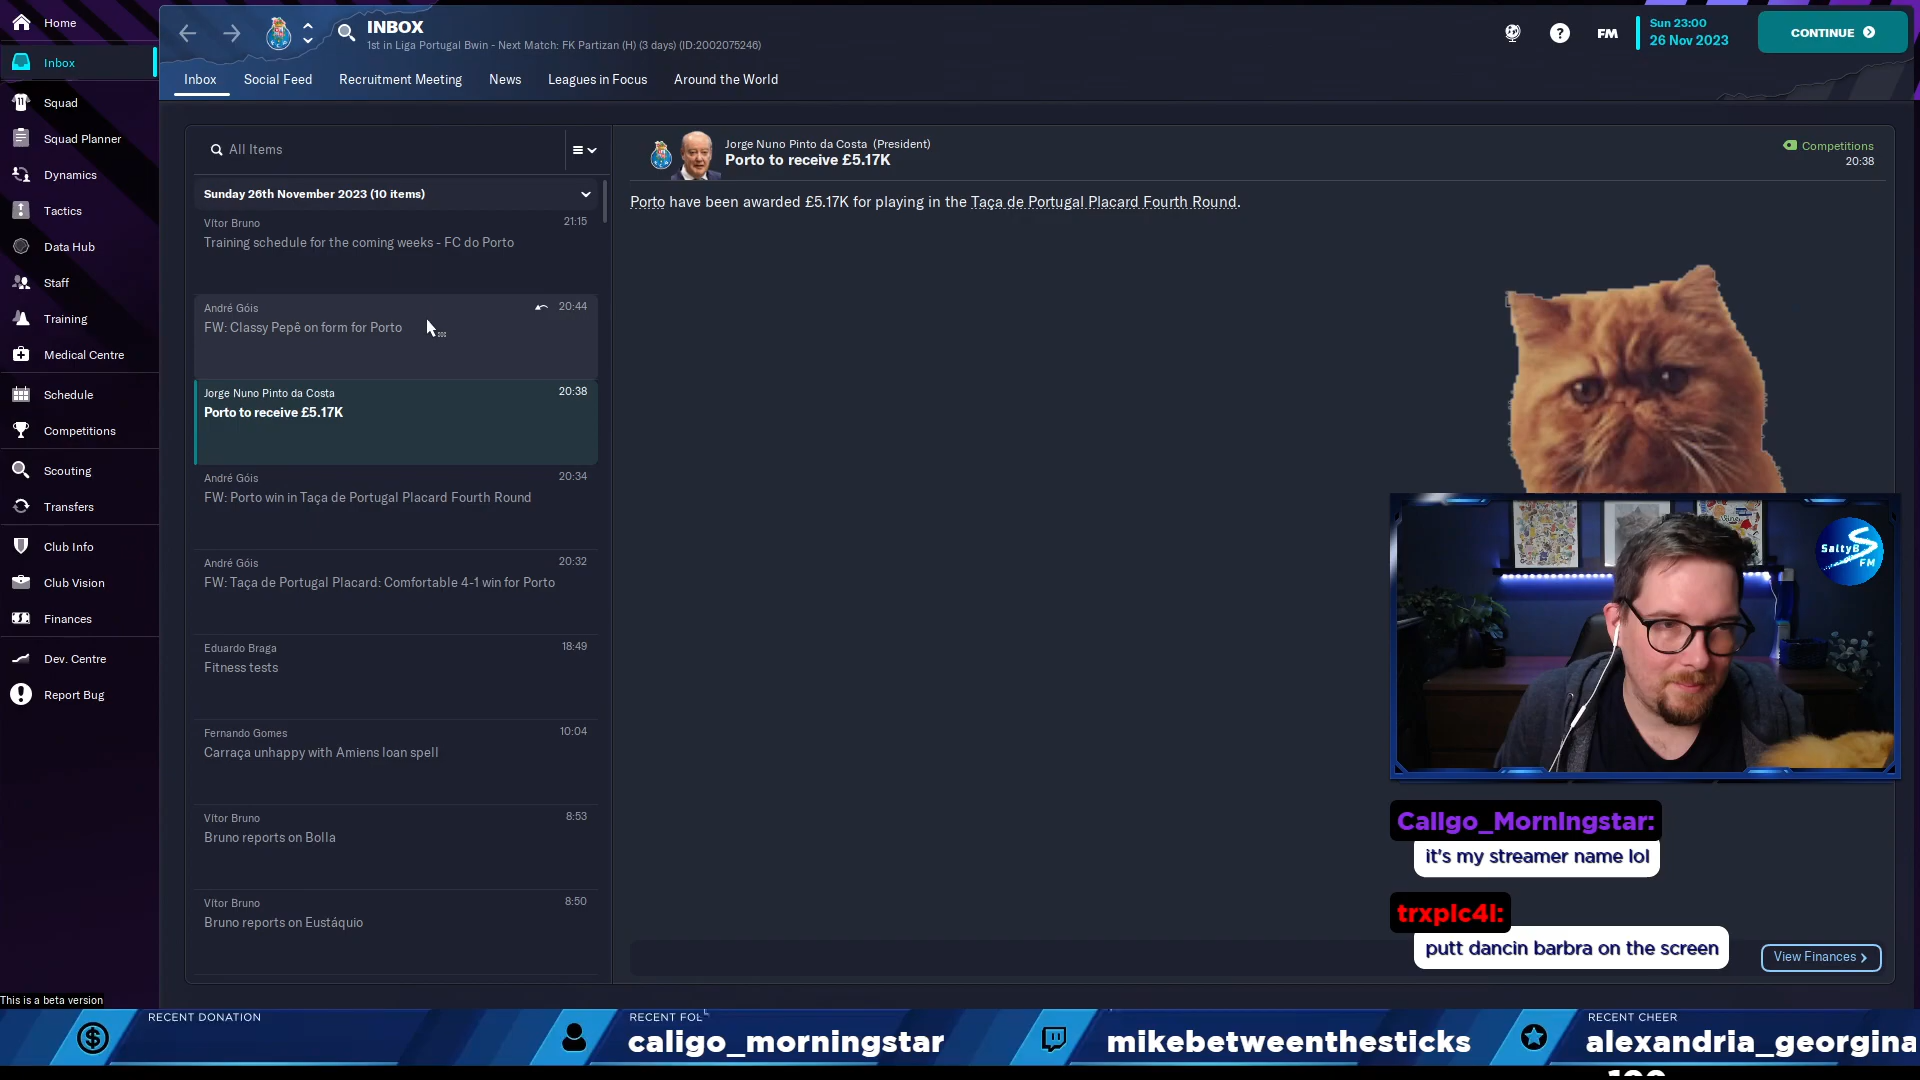 Home
Inbox
Squad
Squad Planner
Dynamics
Tactics
Data Hub
Staff
Training
Medical Centre
Schedule
Competitions
Scouting
Transfers
Club Info
Club Vision
Finances
Dev. Centre
Report Bug
This is a beta version
INBOX
1st in Liga Portugal Bwin - Next Match: FK Partizan (H) (3 days) (ID:2002075246)
FM
Sun 23:00
26 Nov 2023
CONTINUE
Inbox Social Feed Recruitment Meeting News Leagues in Focus Around the World
All Items
Sunday 26th November 2023 (10 items)
Vítor Bruno 21:15
Training schedule for the coming weeks - FC do Porto
André Góis 20:44
FW: Classy Pepê on form for Porto
Jorge Nuno Pinto da Costa 20:38
Porto to receive £5.17K
André Góis 20:34
FW: Porto win in Taça de Portugal Placard Fourth Round
André Góis 20:32
FW: Taça de Portugal Placard: Comfortable 4-1 win for Porto
Eduardo Braga 18:49
Fitness tests
Fernando Gomes 10:04
Carraça unhappy with Amiens loan spell
Vítor Bruno 8:53
Bruno reports on Bolla
Vítor Bruno 8:50
Bruno reports on Eustáquio
Jorge Nuno Pinto da Costa (President)
Porto to receive £5.17K
Competitions
20:38
Porto have been awarded £5.17K for playing in the Taça de Portugal Placard Fourth Round.
SaltyB
FM
Caligo_Morningstar:
it's my streamer name lol
trxpic4l:
putt dancin barbra on the screen
View Finances
RECENT DONATION
RECENT FOL
caligo_morningstar
mikebetweenthesticks
RECENT CHEER
alexandria_georgina